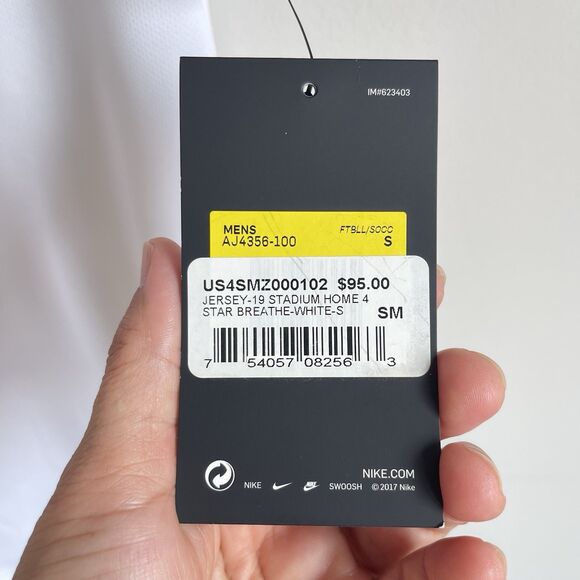 IM#623403
MENS FTBLL/SOCC
AJ4356-100 S
US4SMZ000102 $95.00
JERSEY-19 STADIUM HOME 4
STAR BREATHE-WHITE-S SM
7 54057 08256 3
NIKE.COM
NIKE SWOOSH © 2017 Nike